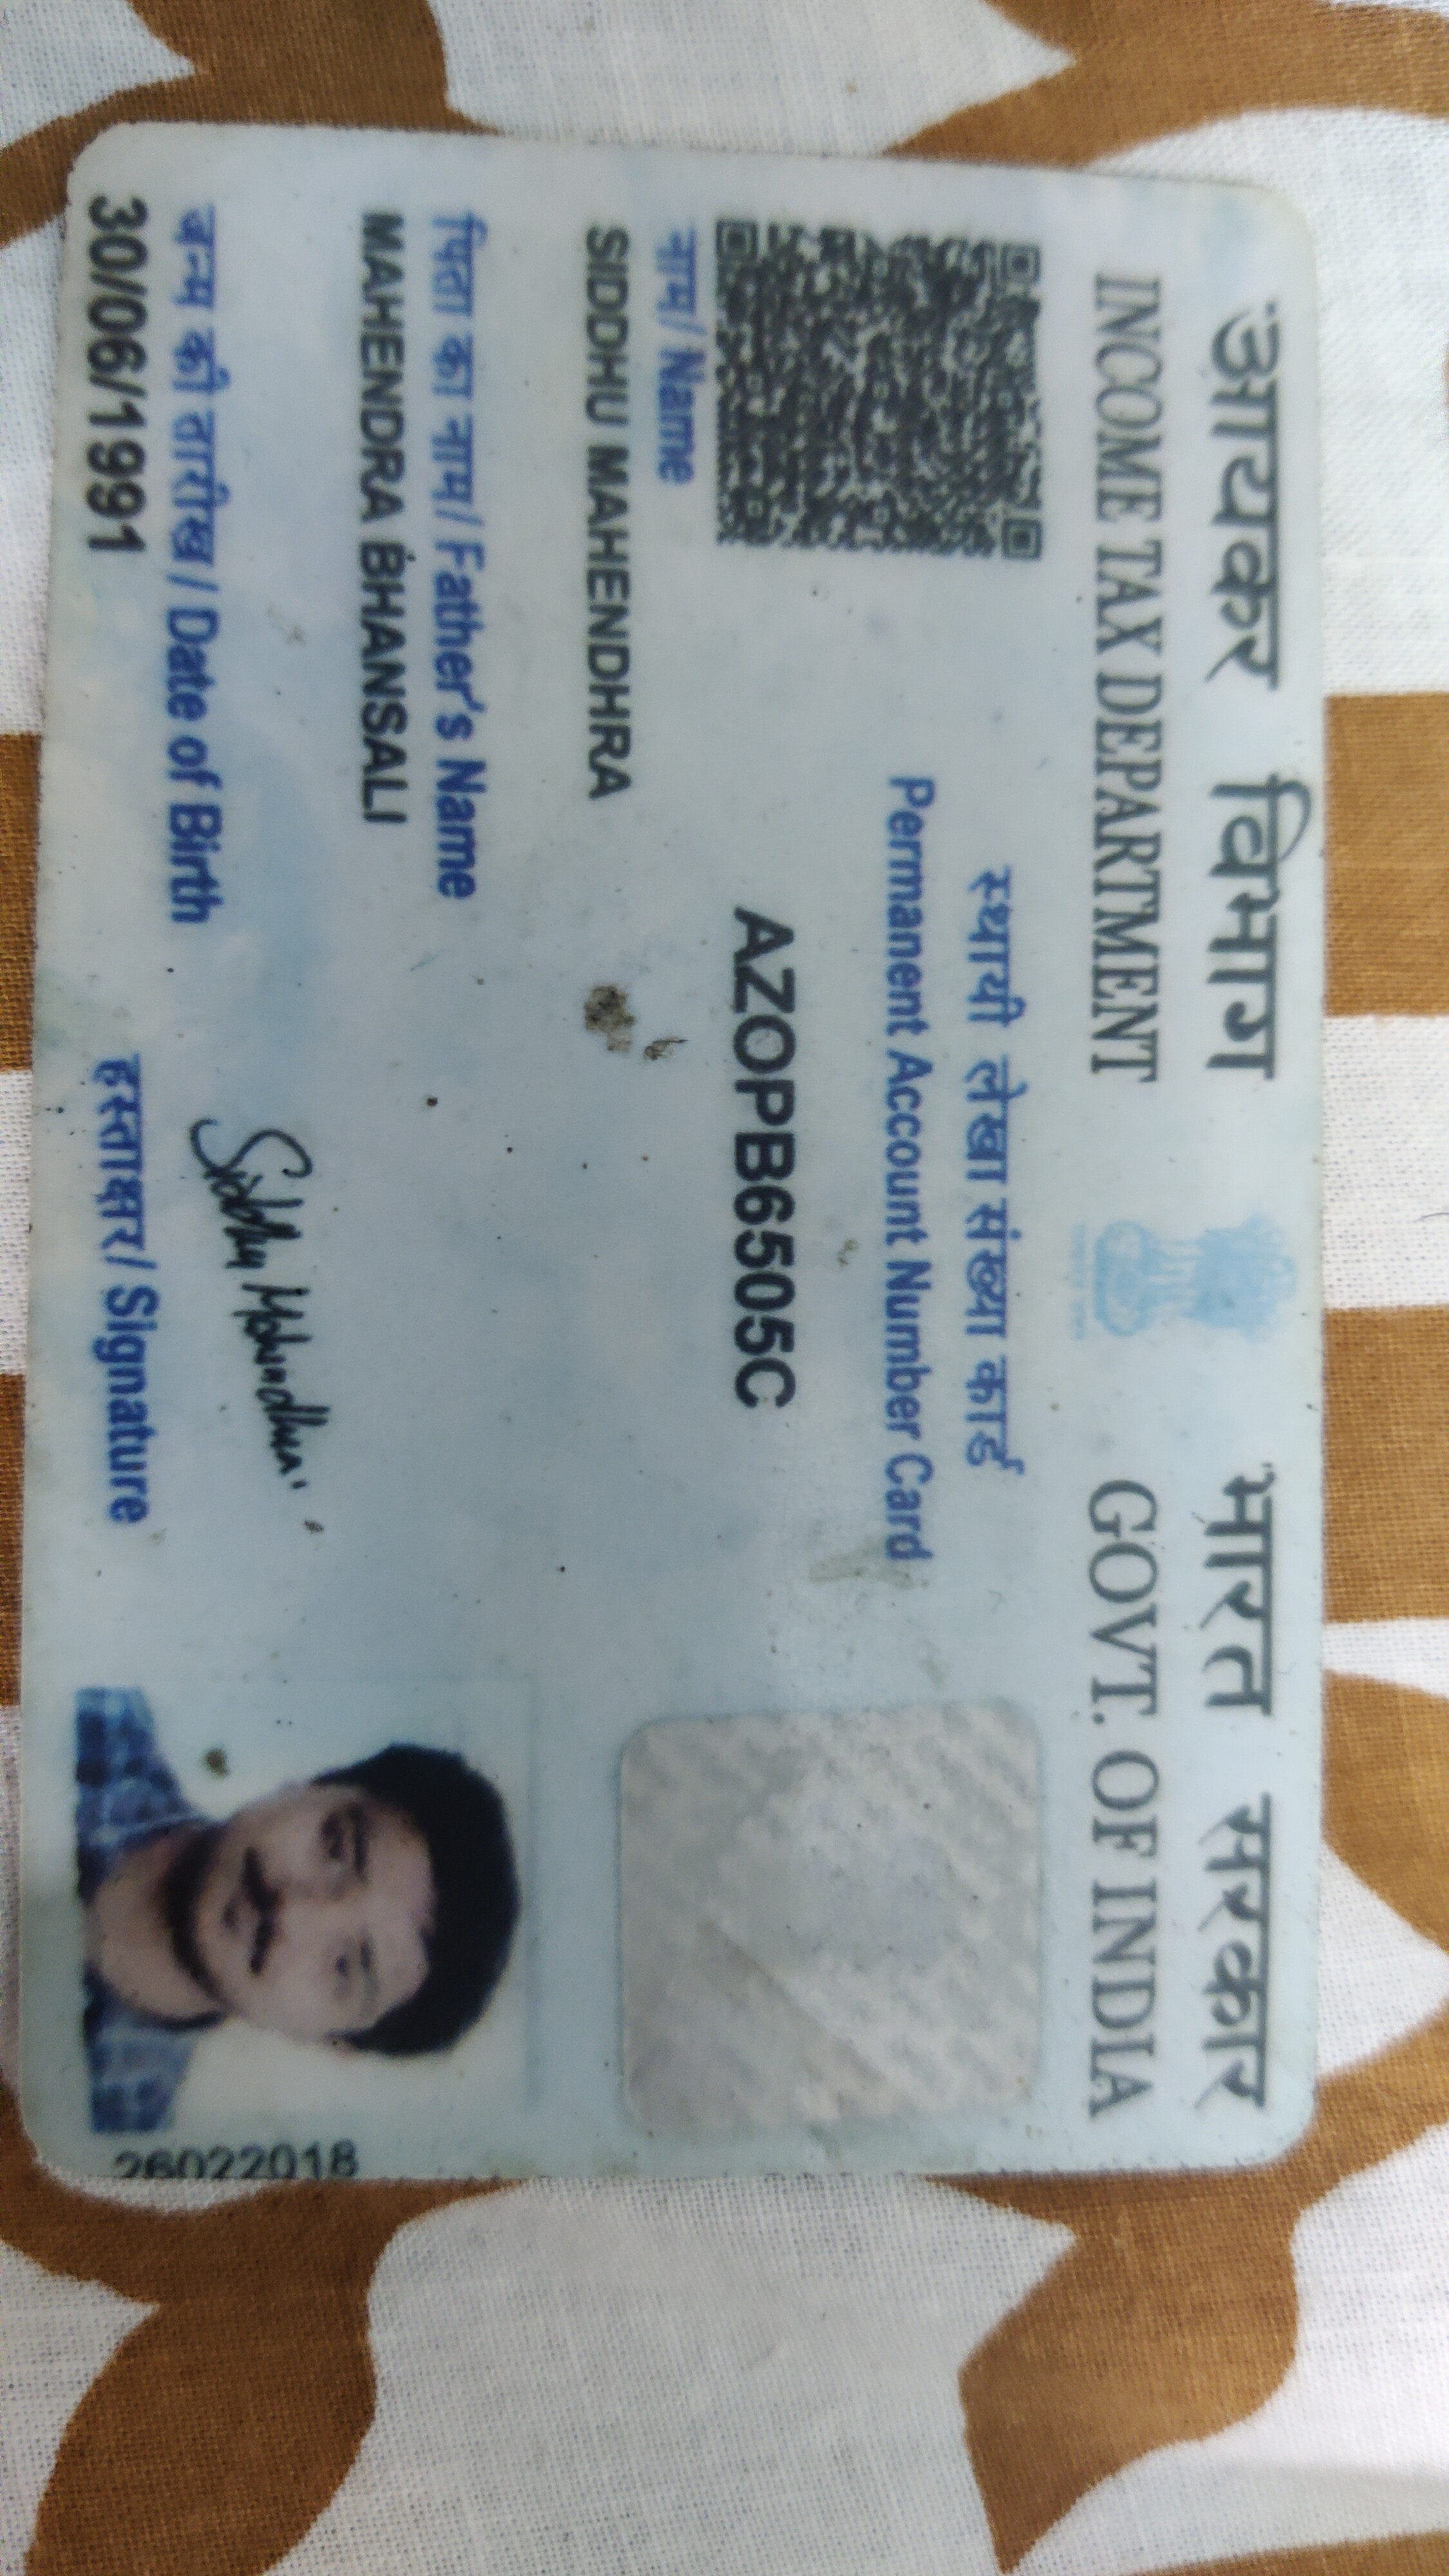 आयकर विभाग
INCOME TAX DEPARTMENT
भारत सरकार
GOVT. OF INDIA
स्थायी लेखा संख्या कार्ड
Permanent Account Number Card
AZOPB6505C
नाम / Name
SIDDHU MAHENDHRA
पिता का नाम / Father's Name
MAHENDRA BHANSALI
जन्म की तारीख / Date of Birth
30/06/1991
Siddhu Mahendhra
हस्ताक्षर / Signature
26022018